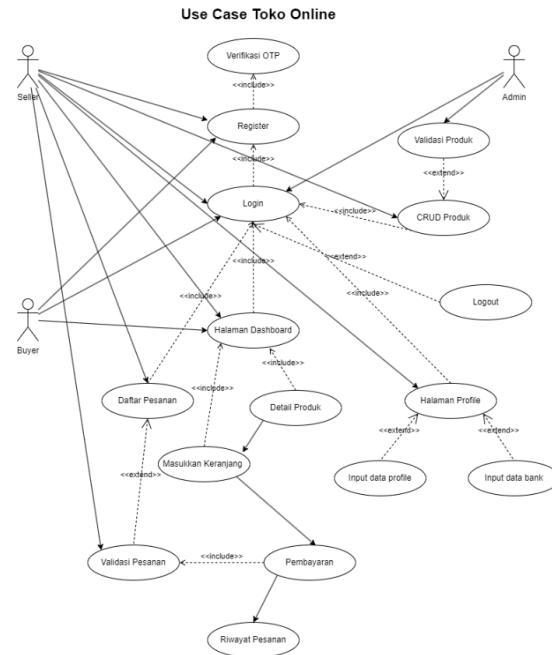 Use Case Toko Online
Verifikasi OTP
<<include>>
Seller
Admin
Register
Validasi Produk
<<include>>
<<extend>>
Login
<<include>>
CRUD Produk
<<extend>>
<<include>>
<<include>>
Logout
Buyer
Halaman Dashboard
<<include>>
<<include>>
Daftar Pesanan
Detail Produk
Halaman Profile
<<extend>>
<<extend>>
Masukkan Keranjang
<<extend>>
Input data profile
Input data bank
<<include>>
Validasi Pesanan
Pembayaran
Riwayat Pesanan